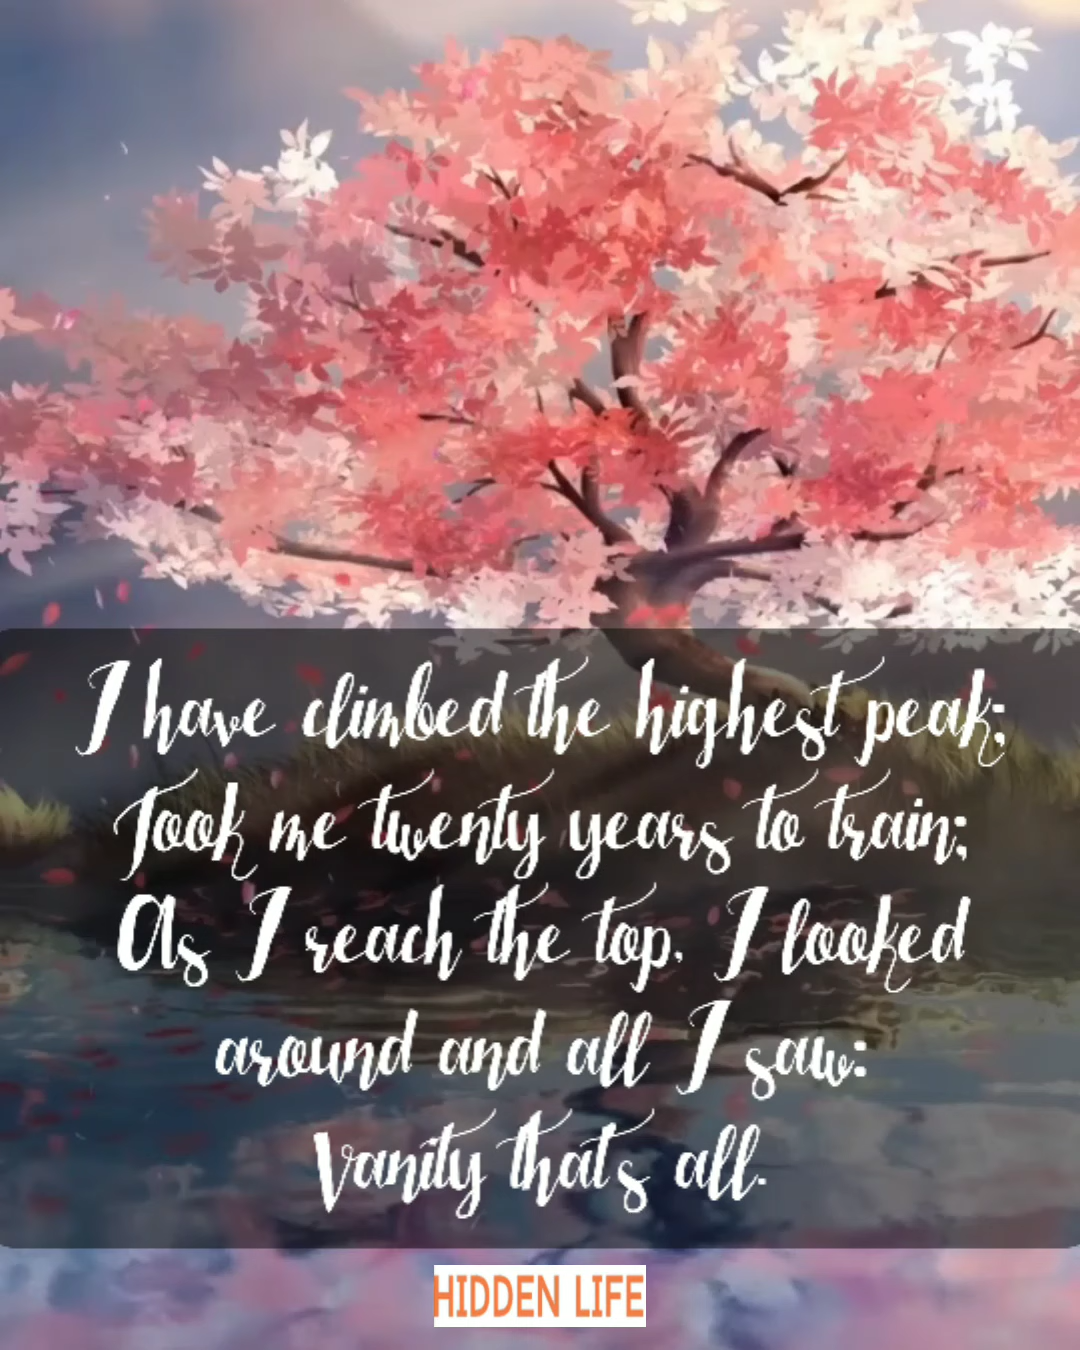 I have climbed the highest peak;
Took me twenty years to train;
As I reach the top, I looked
around and all I saw:
Vanity that's all.
HIDDEN LIFE